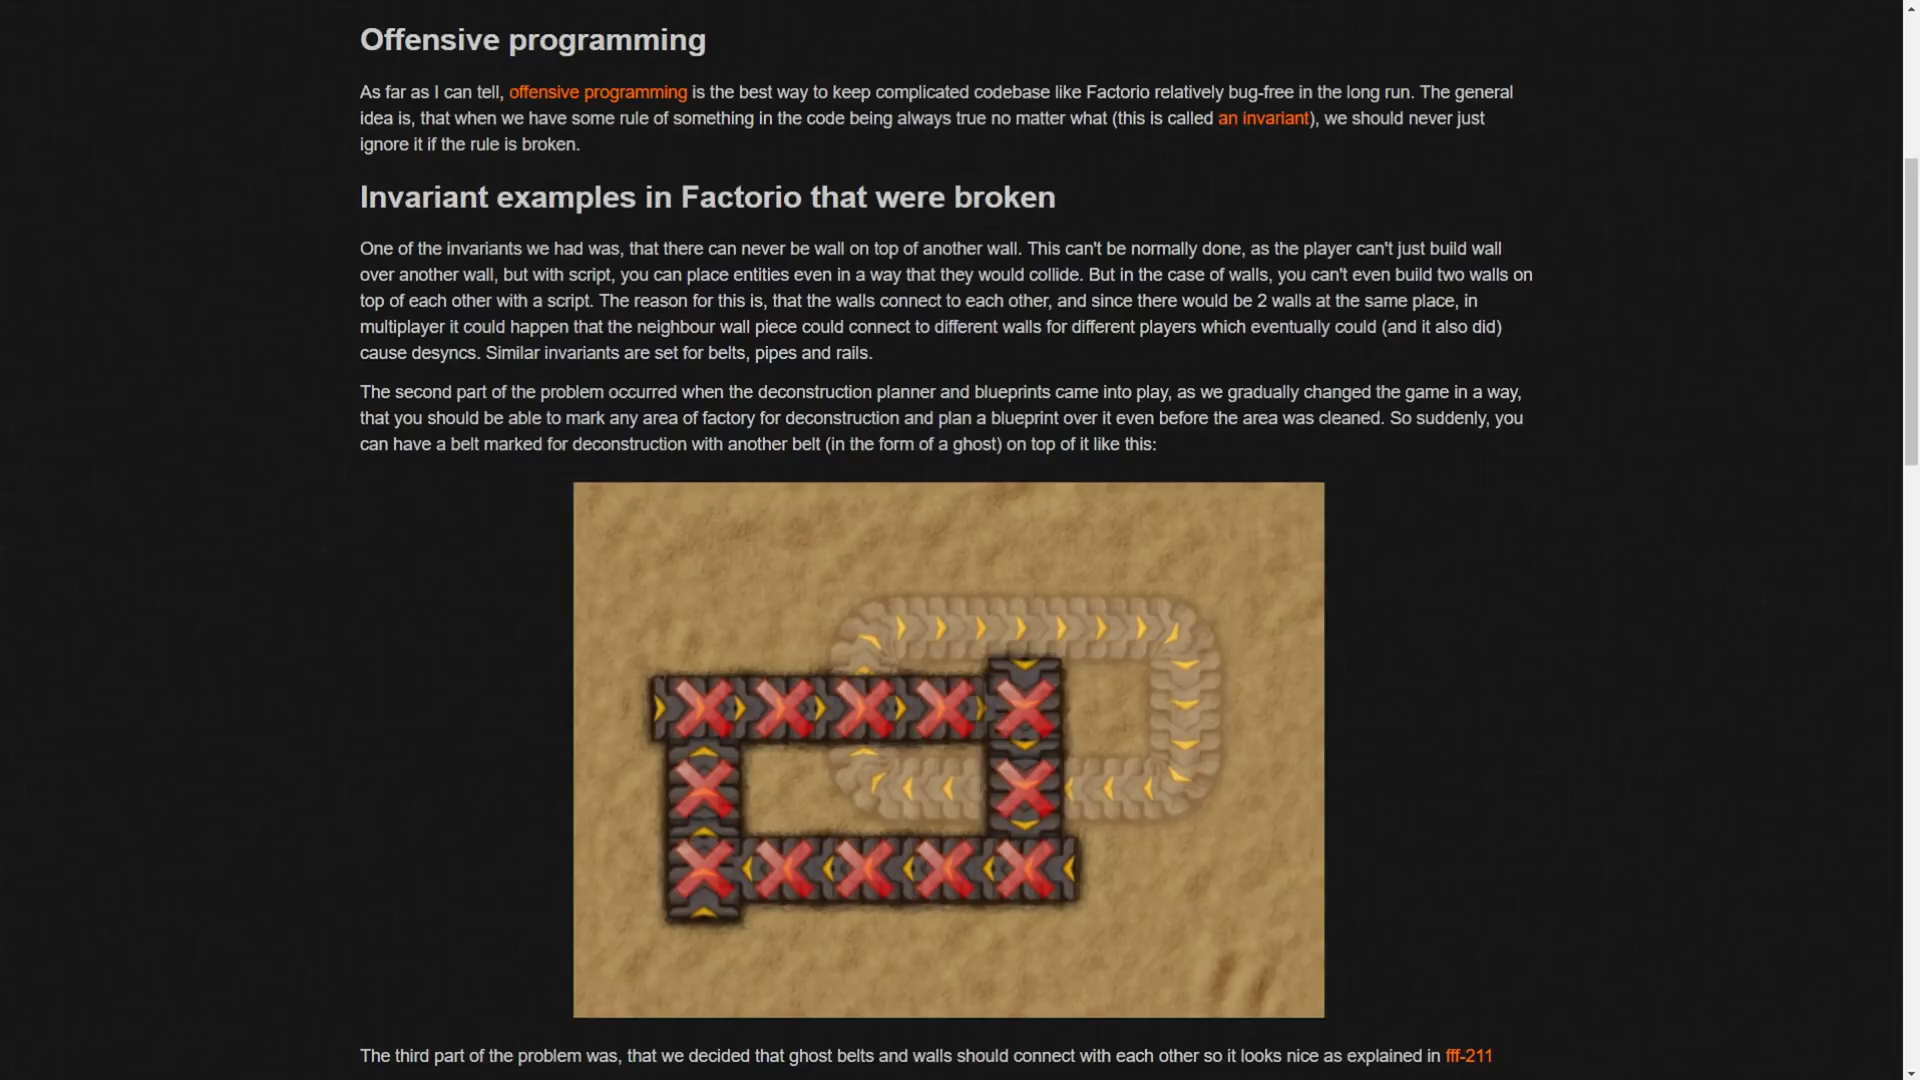 Offensive programming
As far as I can tell, offensive programming is the best way to keep complicated codebase like Factorio relatively bug-free in the long run. The general
idea is, that when we have some rule of something in the code being always true no matter what (this is called an invariant), we should never just
ignore it if the rule is broken.
Invariant examples in Factorio that were broken
One of the invariants we had was, that there can never be wall on top of another wall. This can't be normally done, as the player can't just build wall
over another wall, but with script, you can place entities even in a way that they would collide. But in the case of walls, you can't even build two walls on
top of each other with a script. The reason for this is, that the walls connect to each other, and since there would be 2 walls at the same place, in
multiplayer it could happen that the neighbour wall piece could connect to different walls for different players which eventually could (and it also did)
cause desyncs. Similar invariants are set for belts, pipes and rails.
The second part of the problem occurred when the deconstruction planner and blueprints came into play, as we gradually changed the game in a way,
that you should be able to mark any area of factory for deconstruction and plan a blueprint over it even before the area was cleaned. So suddenly, you
can have a belt marked for deconstruction with another belt (in the form of a ghost) on top of it like this:
The third part of the problem was, that we decided that ghost belts and walls should connect with each other so it looks nice as explained in fff-211